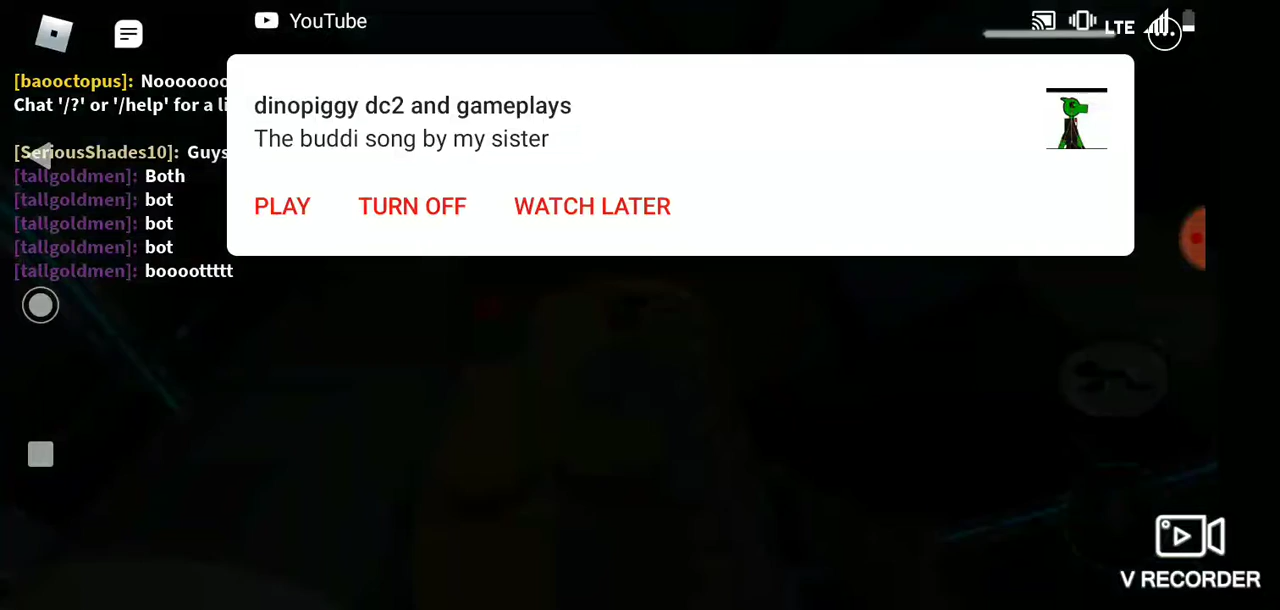 YouTube
LTE
[baooctopus]: Nooooooo
Chat '/?' or '/help' for a li
dinopiggy dc2 and gameplays
The buddi song by my sister
[SeriousShades10]: Guys
[tallgoldmen]: Both
[tallgoldmen]: bot
[tallgoldmen]: bot
[tallgoldmen]: bot
[tallgoldmen]: boooottttt
PLAY TURN OFF WATCH LATER
V RECORDER